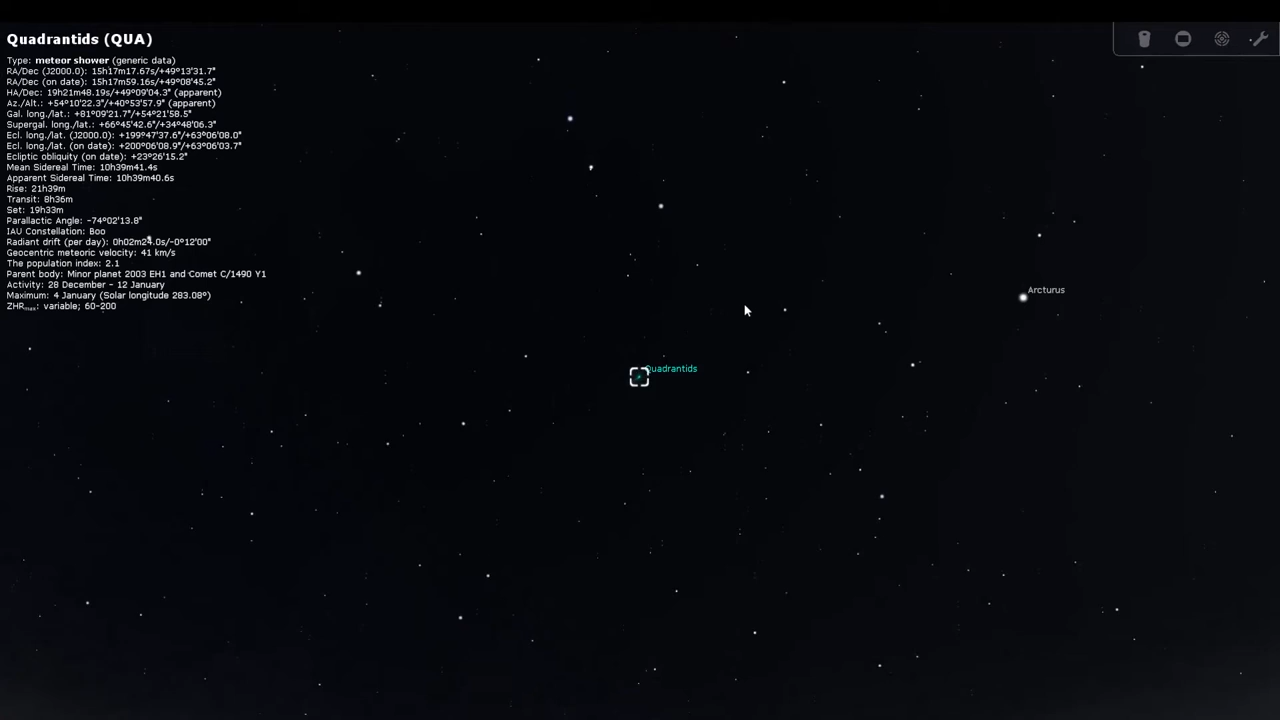 Quadrantids (QUA)
Type: meteor shower (generic data)
RA/Dec (J2000.0): 15h17m17.67s/+49°13'31.7"
RA/Dec (on date): 15h17m59.16s/+49°08'45.2"
HA/Dec: 19h21m48.19s/+49°09'04.3" (apparent)
Az./Alt.: +54°10'22.3"/+40°53'57.9" (apparent)
Gal. long./lat.: +81°09'21.7"/+54°21'58.5"
Supergal. long./lat.: +66°45'42.6"/+34°48'06.3"
Ecl. long./lat. (J2000.0): +199°47'37.6"/+63°06'08.0"
Ecl. long./lat. (on date): +200°06'08.9"/+63°06'03.7"
Ecliptic obliquity (on date): +23°26'15.2"
Mean Sidereal Time: 10h39m41.4s
Apparent Sidereal Time: 10h39m40.6s
Rise: 21h39m
Transit: 8h36m
Set: 19h33m
Parallactic Angle: -74°02'13.8"
IAU Constellation: Boo
Radiant drift (per day): 0h02m24.0s/-0°12'00"
Geocentric meteoric velocity: 41 km/s
The population index: 2.1
Parent body: Minor planet 2003 EH1 and Comet C/1490 Y1
Activity: 28 December - 12 January
Maximum: 4 January (Solar longitude 283.08°)
ZHRmax: variable; 60-200
Arcturus
Quadrantids